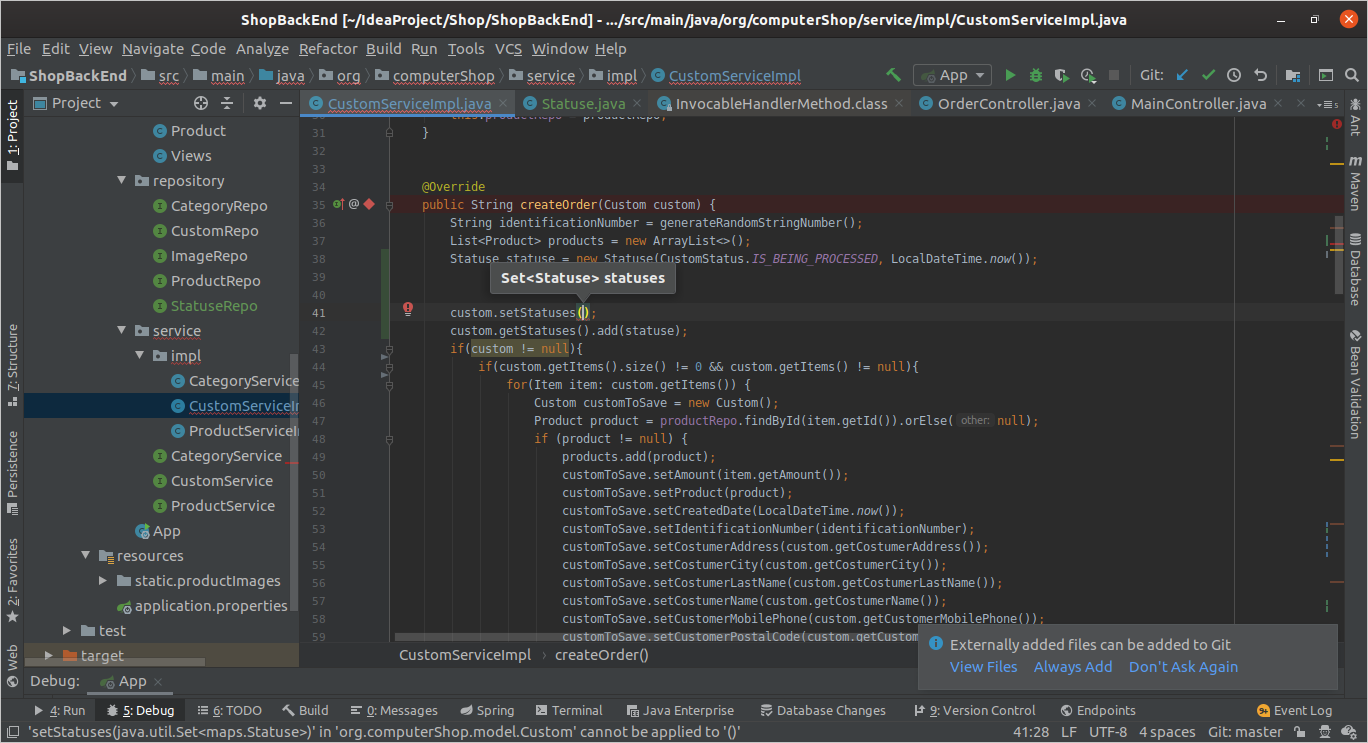 ShopBackEnd [~/IdeaProject/Shop/ShopBackEnd] - .../src/main/java/org/computerShop/service/impl/CustomServiceImpl.java
File Edit View Navigate Code Analyze Refactor Build Run Tools VCS Window Help
ShopBackEnd src main java org computerShop service impl CustomServiceImpl App Git:
Project CustomServiceImpl.java Statuse.java InvocableHandlerMethod.class OrderController.java MainController.java
1: Project
7: Structure
Persistence
2: Favorites
Web
Product
Views
repository
CategoryRepo
CustomRepo
ImageRepo
ProductRepo
StatuseRepo
service
impl
CategoryService
CustomServiceI
ProductServiceI
CategoryService
CustomService
ProductService
App
resources
static.productImages
application.properties
test
target
this.productRepo = productRepo;
31 }
32
33
34 @Override
35 @ public String createOrder(Custom custom) {
36 String identificationNumber = generateRandomStringNumber();
37 List<Product> products = new ArrayList<>();
38 Statuse statuse = new Statuse(CustomStatus.IS_BEING_PROCESSED, LocalDateTime.now());
39
Set<Statuse> statuses
40
41 custom.setStatuses();
42 custom.getStatuses().add(statuse);
43 if(custom != null){
44 if(custom.getItems().size() != 0 && custom.getItems() != null){
45 for(Item item: custom.getItems()) {
46 Custom customToSave = new Custom();
47 Product product = productRepo.findById(item.getId()).orElse( other: null);
48 if (product != null) {
49 products.add(product);
50 customToSave.setAmount(item.getAmount());
51 customToSave.setProduct(product);
52 customToSave.setCreatedDate(LocalDateTime.now());
53 customToSave.setIdentificationNumber(identificationNumber);
54 customToSave.setCostumerAddress(custom.getCostumerAddress());
55 customToSave.setCostumerCity(custom.getCostumerCity());
56 customToSave.setCostumerLastName(custom.getCostumerLastName());
57 customToSave.setCostumerName(custom.getCostumerName());
58 customToSave.setCustomerMobilePhone(custom.getCustomerMobilePhone());
59 customToSave.setCustomerPostalCode(custom.getCustom
CustomServiceImpl › createOrder()
Ant
Maven
Database
Bean Validation
Externally added files can be added to Git
View Files Always Add Don't Ask Again
Debug: App
4: Run 5: Debug 6: TODO Build 0: Messages Spring Terminal Java Enterprise Database Changes 9: Version Control Endpoints 9+ Event Log
'setStatuses(java.util.Set<maps.Statuse>)' in 'org.computerShop.model.Custom' cannot be applied to '()' 41:28 LF UTF-8 4 spaces Git: master